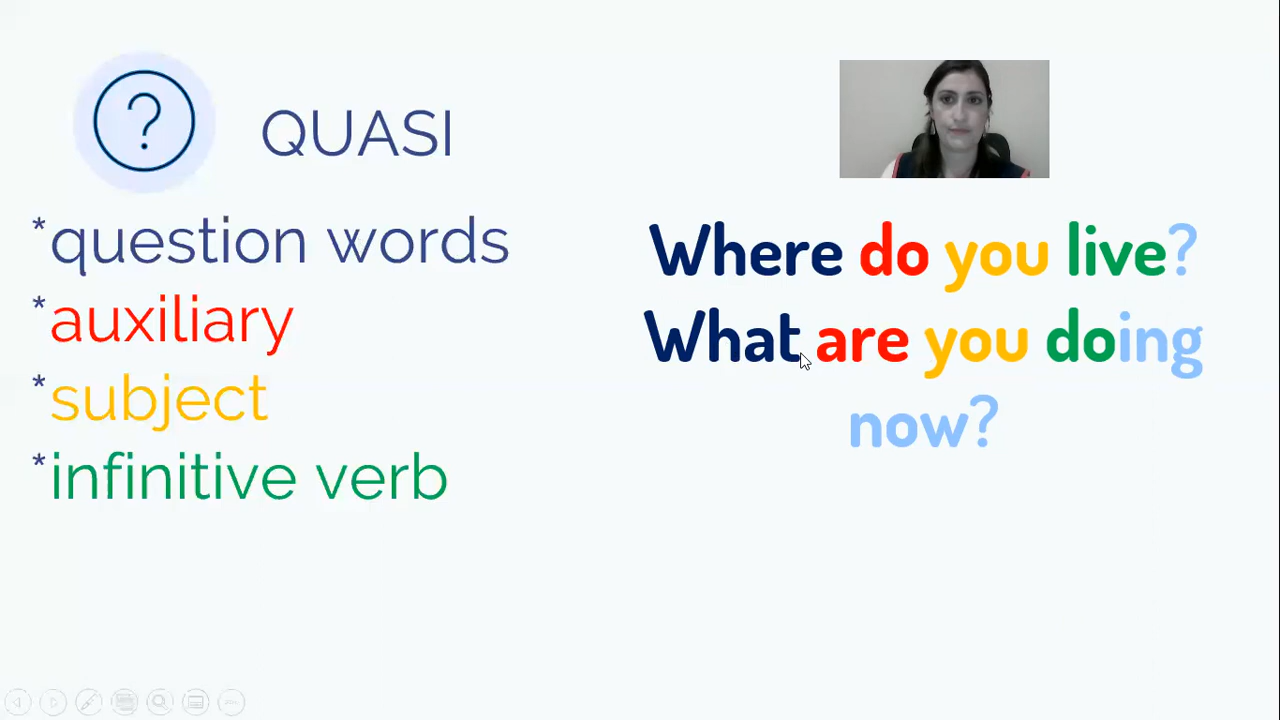 QUASI
*question words
*auxiliary
*subject
*infinitive verb
Where do you live?
What are you doing
now?